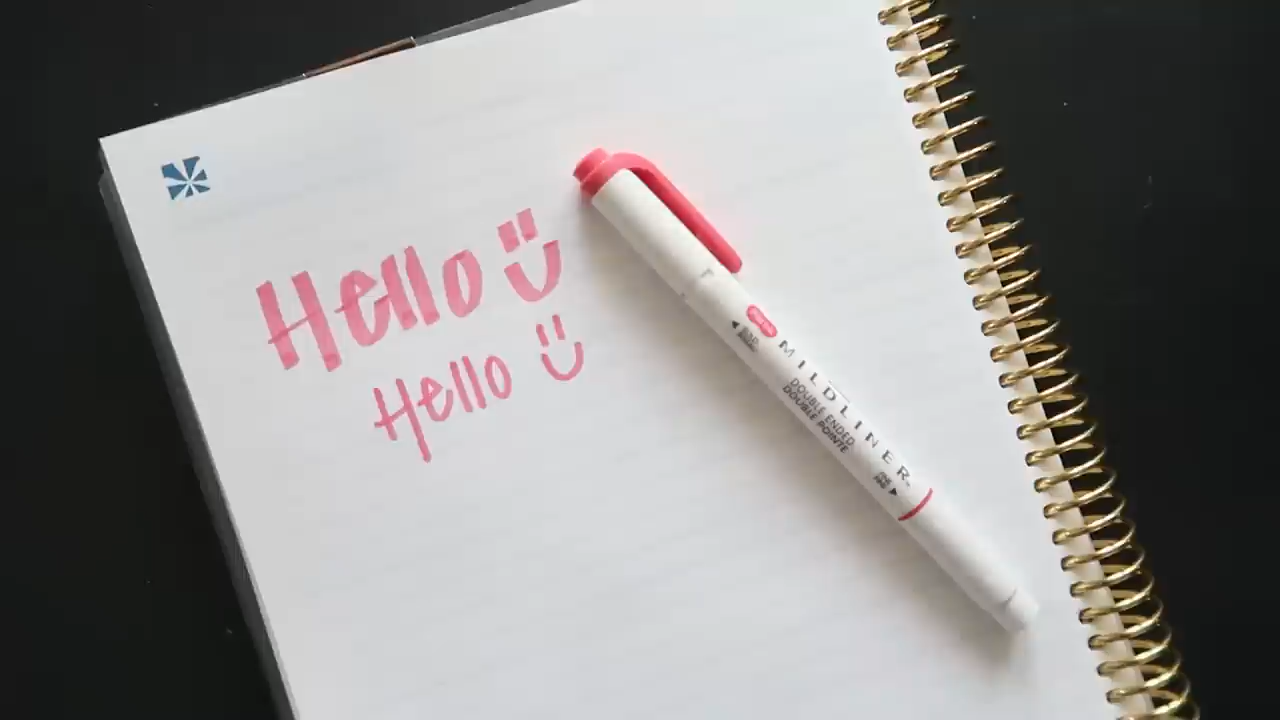 Hello
Hello
MILDLINER
DOUBLE ENDED
DOUBLE POINTE